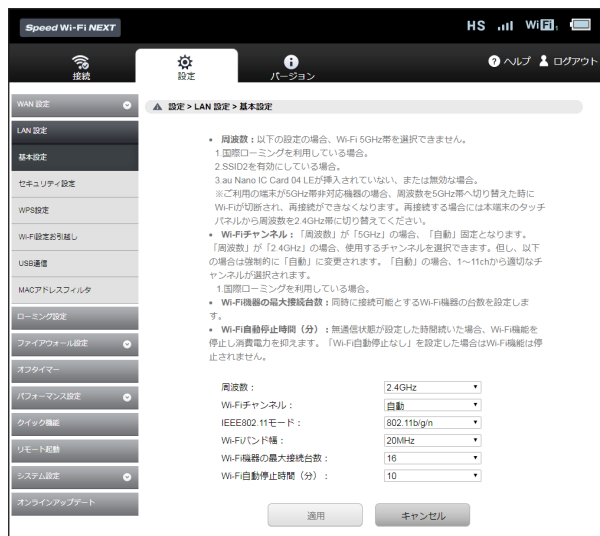 Speed Wi-Fi NEXT
HS WiFi 1
接続
設定
バージョン
ヘルプ ログアウト
WAN 設定
LAN 設定
基本設定
セキュリティ設定
WPS設定
Wi-Fi設定お引越し
USB通信
MACアドレスフィルタ
ローミング設定
ファイアウォール設定
オフタイマー
パフォーマンス設定
クイック機能
リモート起動
システム設定
オンラインアップデート
設定 > LAN 設定 > 基本設定
• 周波数：以下の設定の場合、Wi-Fi 5GHz帯を選択できません。
1.国際ローミングを利用している場合。
2.SSID2を有効にしている場合。
3.au Nano IC Card 04 LEが挿入されていない、または無効な場合。
※ご利用の端末が5GHz帯非対応機器の場合、周波数を5GHz帯へ切り替えた時に
Wi-Fiが切断され、再接続ができなくなります。再接続する場合には本端末のタッチ
パネルから周波数を2.4GHz帯に切り替えてください。
• Wi-Fiチャンネル：「周波数」が「5GHz」の場合、「自動」固定となります。
「周波数」が「2.4GHz」の場合、使用するチャンネルを選択できます。但し、以下
の場合は強制的に「自動」に変更されます。「自動」の場合、1～11chから適切なチ
ャンネルが選択されます。
1.国際ローミングを利用している場合。
• Wi-Fi機器の最大接続台数：同時に接続可能とするWi-Fi機器の台数を設定しま
す。
• Wi-Fi自動停止時間（分）：無通信状態が設定した時間続いた場合、Wi-Fi機能を
停止し消費電力を抑えます。「Wi-Fi自動停止なし」を設定した場合はWi-Fi機能は停
止されません。
周波数： 2.4GHz
Wi-Fiチャンネル： 自動
IEEE802.11モード： 802.11b/g/n
Wi-Fiバンド幅： 20MHz
Wi-Fi機器の最大接続台数： 16
Wi-Fi自動停止時間（分）： 10
適用 キャンセル